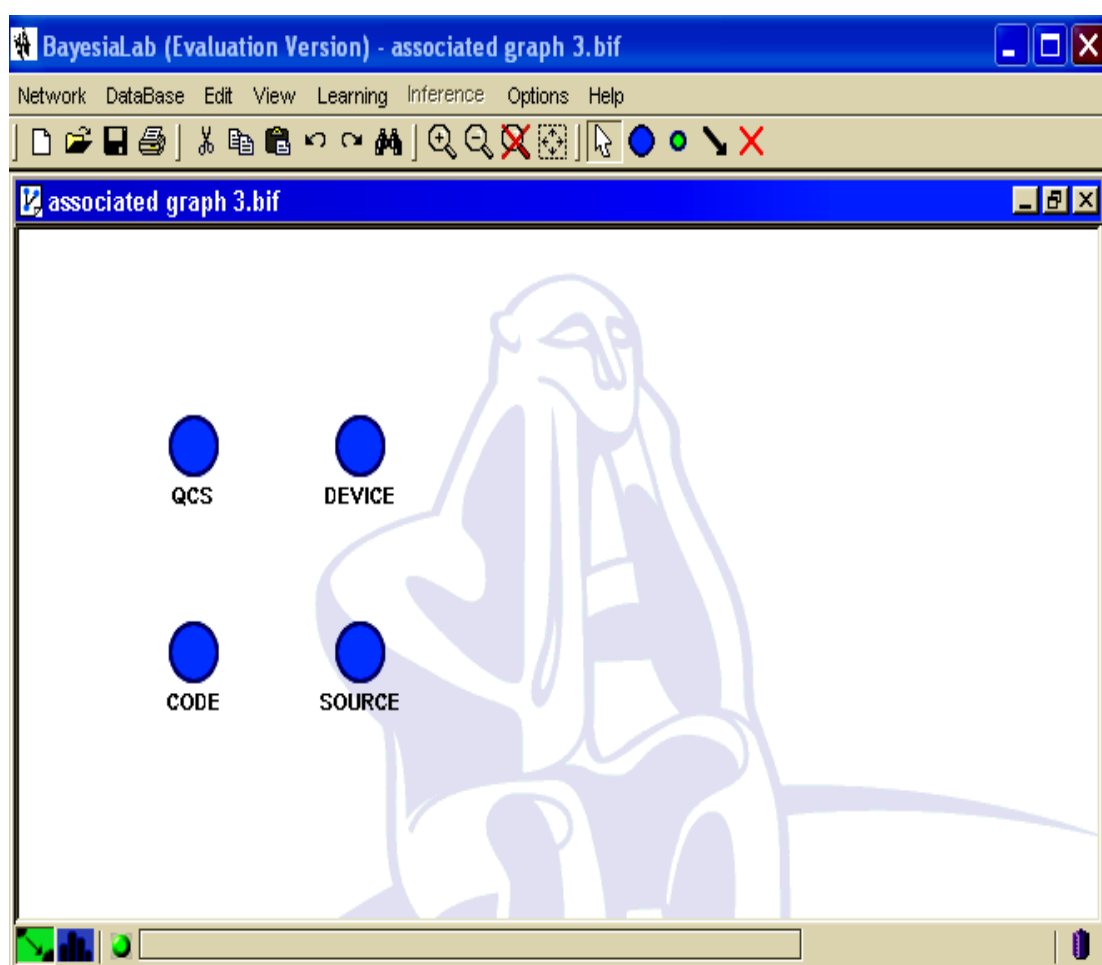 BayesiaLab (Evaluation Version) - associated graph 3.bif
Network DataBase Edit View Learning Inference Options Help
associated graph 3.bif
QCS DEVICE
CODE SOURCE